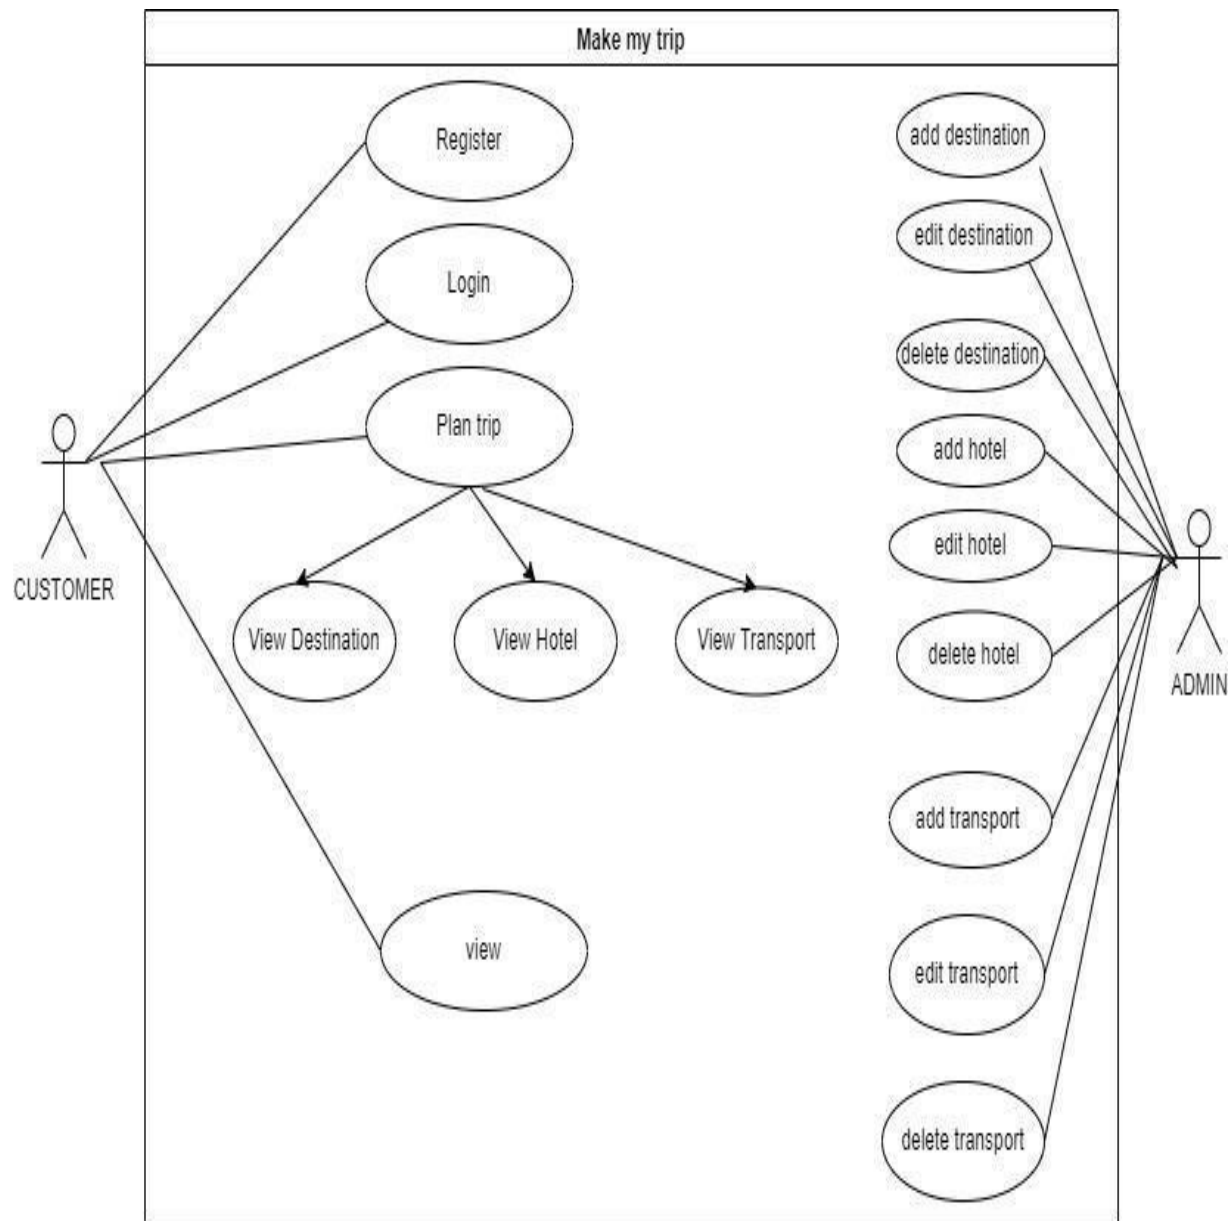 Make my trip
Register
Login
Plan trip
View Destination
View Hotel
View Transport
view
CUSTOMER
add destination
edit destination
delete destination
add hotel
edit hotel
delete hotel
add transport
edit transport
delete transport
ADMIN